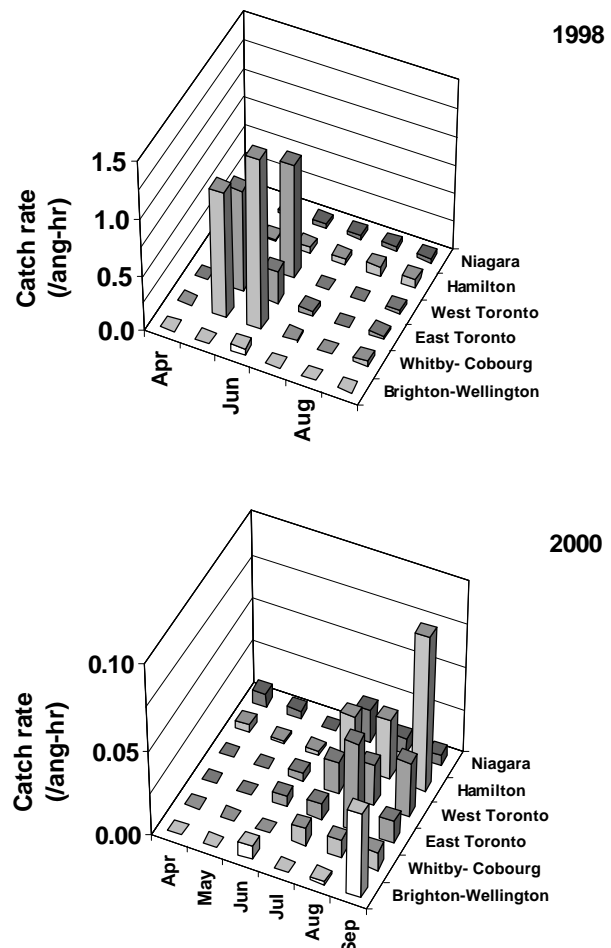 1998
1.5
1.0
0.5
0.0
Catch rate
(/ang-hr)
Apr
Jun
Aug
Niagara
Hamilton
West Toronto
East Toronto
Whitby- Cobourg
Brighton-Wellington
2000
0.10
0.05
0.00
Catch rate
(/ang-hr)
Apr
May
Jun
Jul
Aug
Sep
Niagara
Hamilton
West Toronto
East Toronto
Whitby- Cobourg
Brighton-Wellington